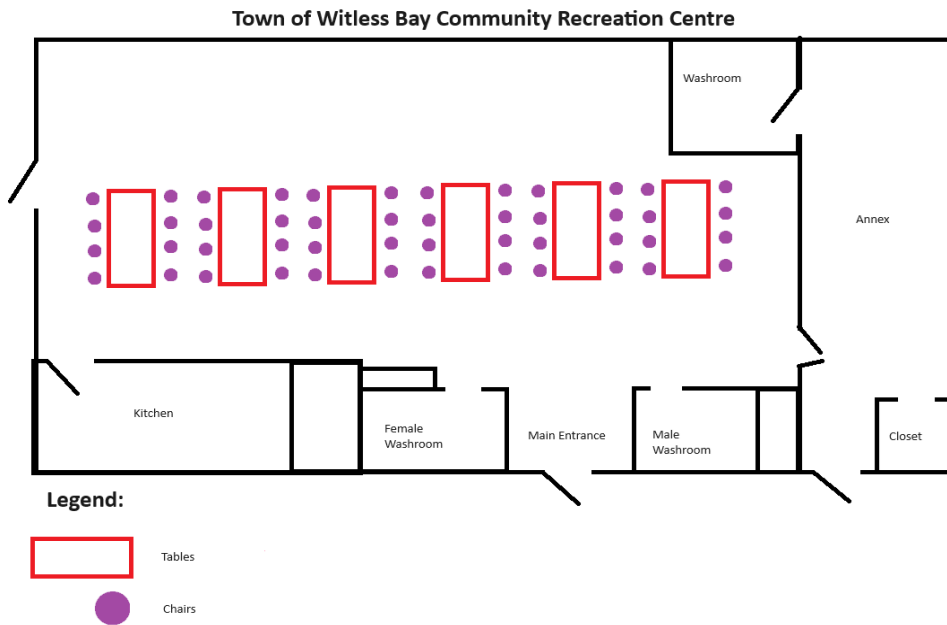 Town of Witless Bay Community Recreation Centre
Washroom
Annex
Kitchen
Female
Washroom
Main Entrance
Male
Washroom
Closet
Legend:
Tables
Chairs